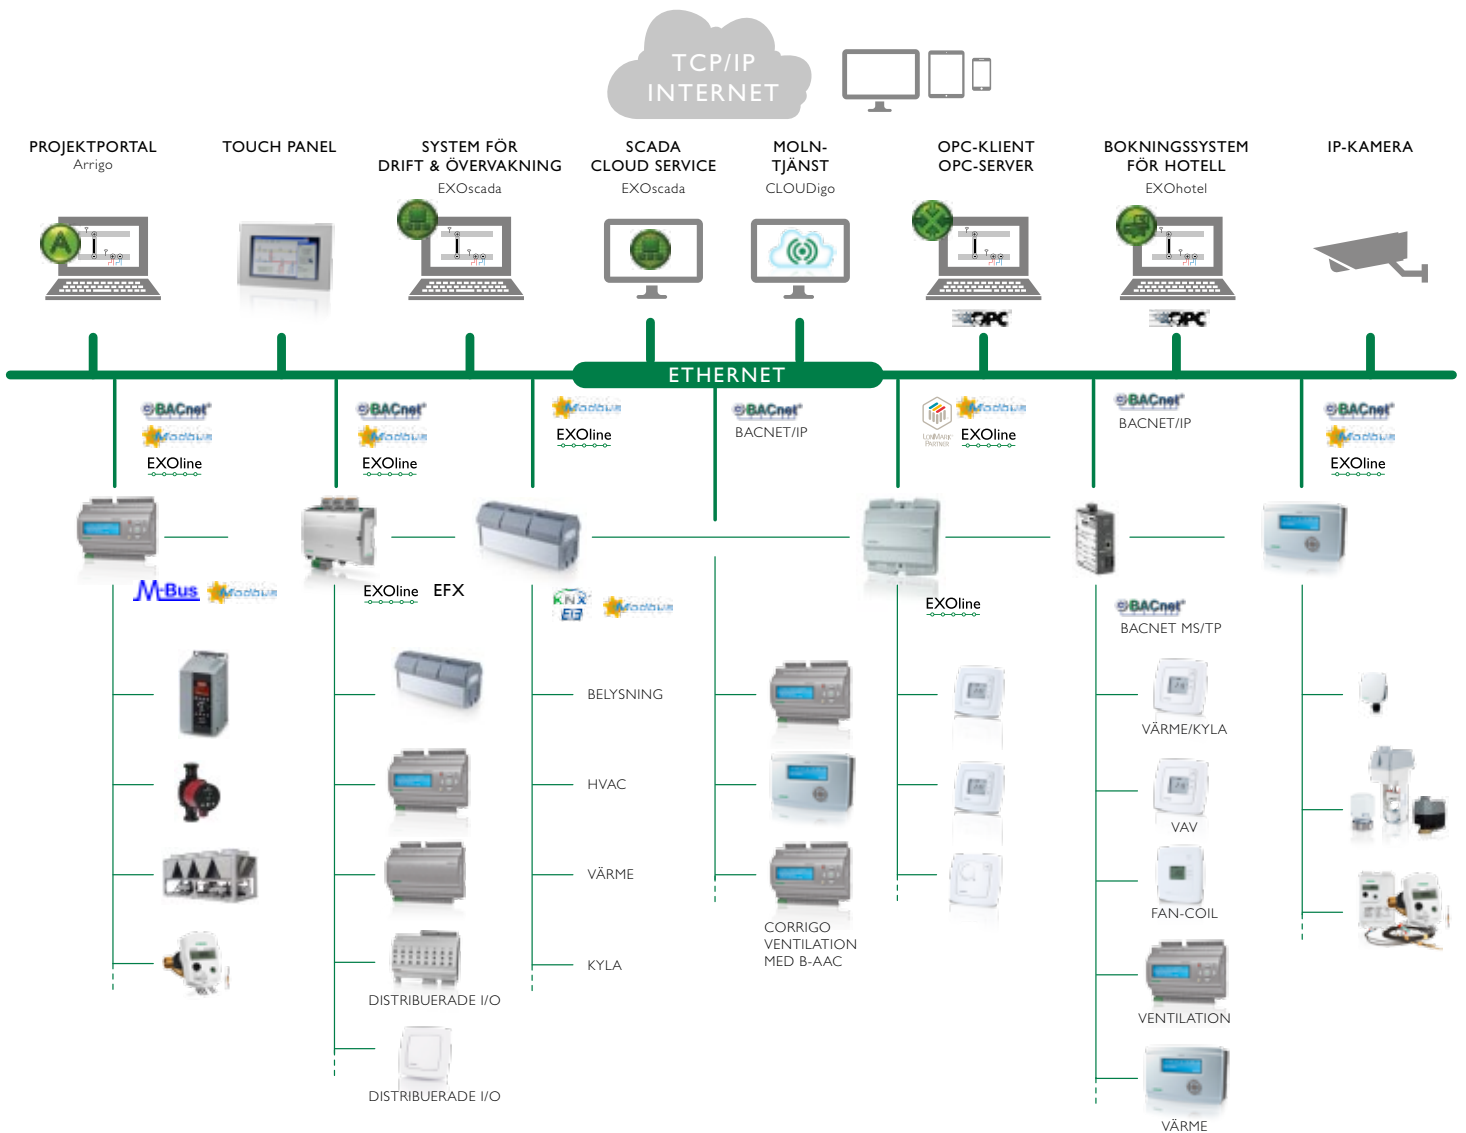 TCP/IP
INTERNET
PROJEKTPORTAL
Arrigo
TOUCH PANEL
SYSTEM FÖR
DRIFT & ÖVERVAKNING
EXOscada
SCADA
CLOUD SERVICE
EXOscada
MOLN-
TJÄNST
CLOUDigo
OPC-KLIENT
OPC-SERVER
BOKNINGSSYSTEM
FÖR HOTELL
EXOhotel
IP-KAMERA
A
OPC
OPC
ETHERNET
BACnet
Modbus
EXOline
BACnet
Modbus
EXOline
Modbus
EXOline
BACnet
BACNET/IP
LONMARK
PARTNER
Modbus
EXOline
BACnet
BACNET/IP
BACnet
Modbus
EXOline
M-Bus
Modbus
EXOline
EFX
KNX
EIB
Modbus
EXOline
BACnet
BACNET MS/TP
BELYSNING
HVAC
VÄRME
KYLA
DISTRIBUERADE I/O
DISTRIBUERADE I/O
CORRIGO
VENTILATION
MED B-AAC
VÄRME/KYLA
VAV
FAN-COIL
VENTILATION
VÄRME